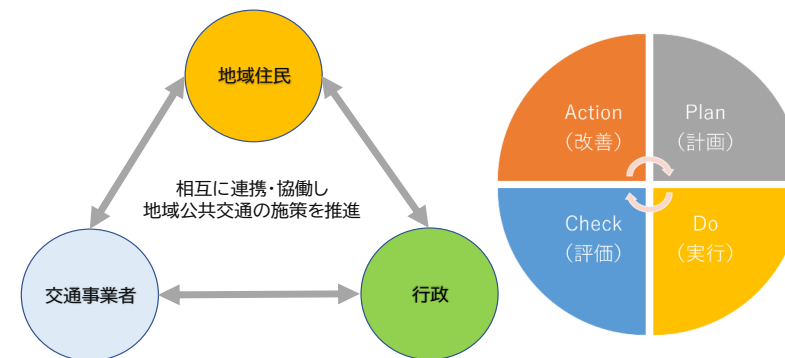 地域住民
相互に連携・協働し
地域公共交通の施策を推進
交通事業者
行政
Action
（改善）
Plan
（計画）
Check
（評価）
Do
（実行）